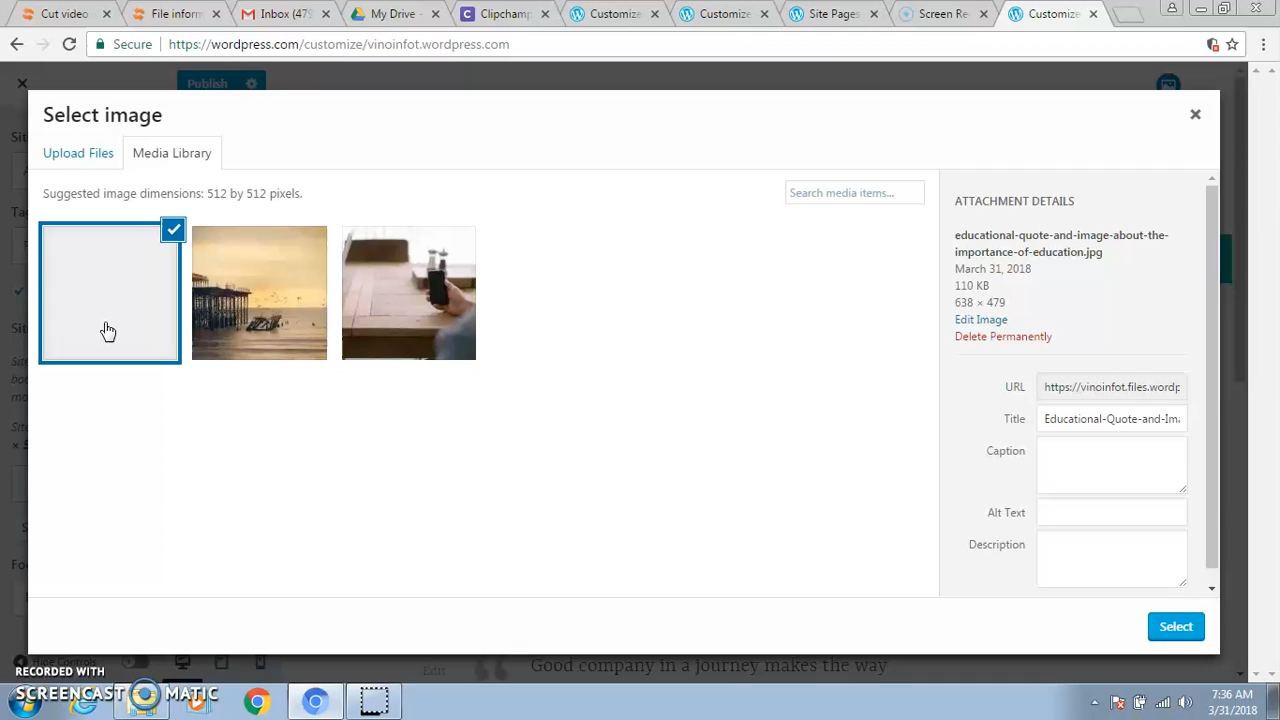 Cut video
File inform
Inbox (479
My Drive -
Clipchamp
Customize
Customize
Site Pages
Screen Re
Customize
Secure https://wordpress.com/customize/vinoinfot.wordpress.com
Publish
Select image
Upload Files Media Library
Suggested image dimensions: 512 by 512 pixels.
Search media items...
ATTACHMENT DETAILS
educational-quote-and-image-about-the-
importance-of-education.jpg
March 31, 2018
110 KB
638 × 479
Edit Image
Delete Permanently
URL https://vinoinfot.files.wordp
Title Educational-Quote-and-Ima
Caption
Alt Text
Description
Select
Hide Controls
Edit
Good company in a journey makes the way
RECORDED WITH
SCREENCAST MATIC
7:36 AM
3/31/2018